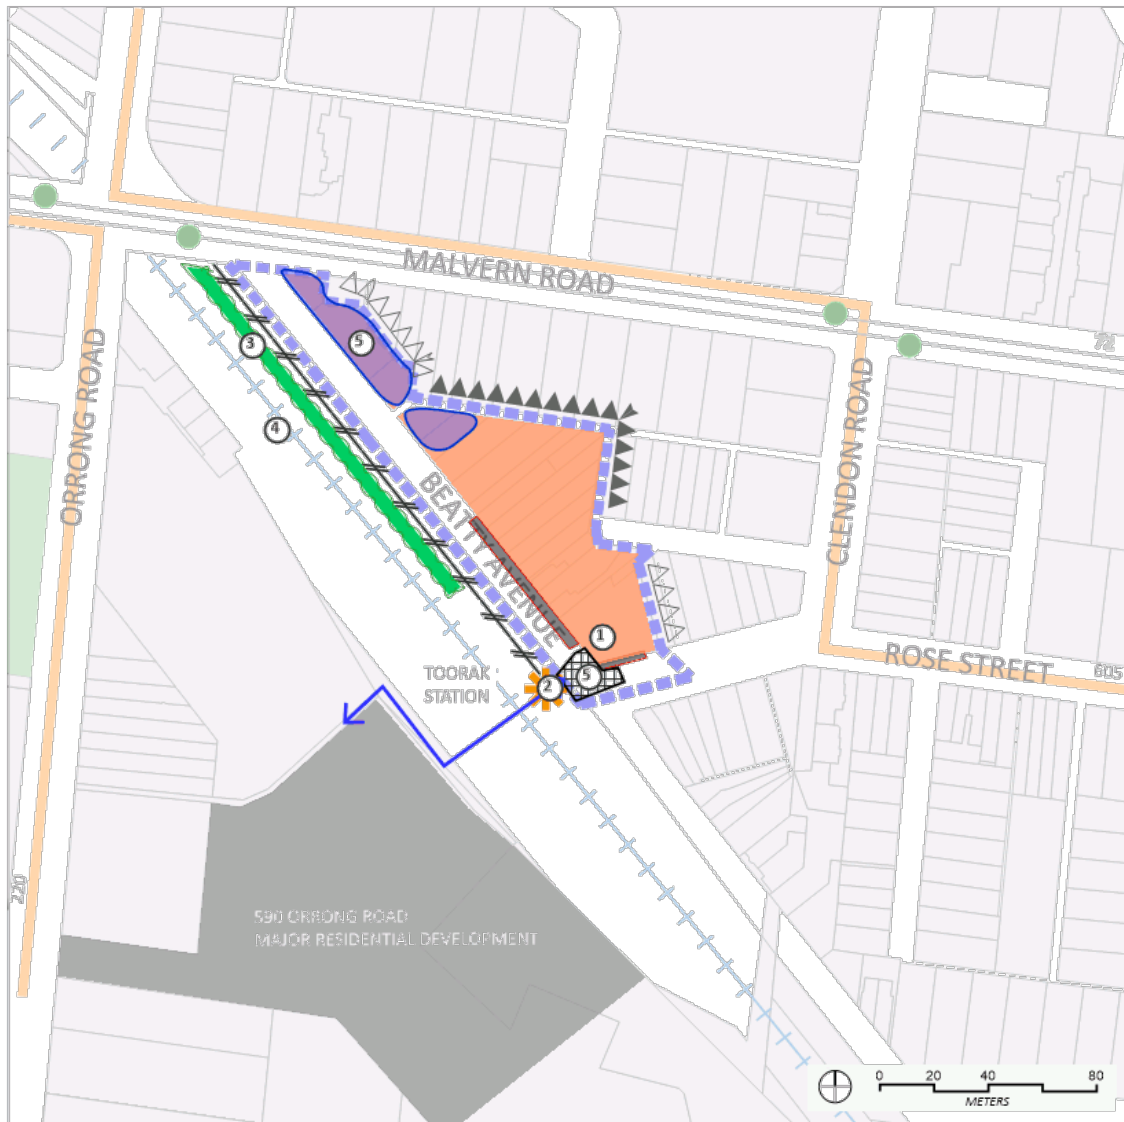 MALVERN ROAD
72
ORRONG ROAD
3
5
4
CLENDON ROAD
BEATTY AVENUE
1
ROSE STREET
605
TOORAK
STATION
2
5
220
590 ORRONG ROAD
MAJOR RESIDENTIAL DEVELOPMENT
0 20 40 80
METERS